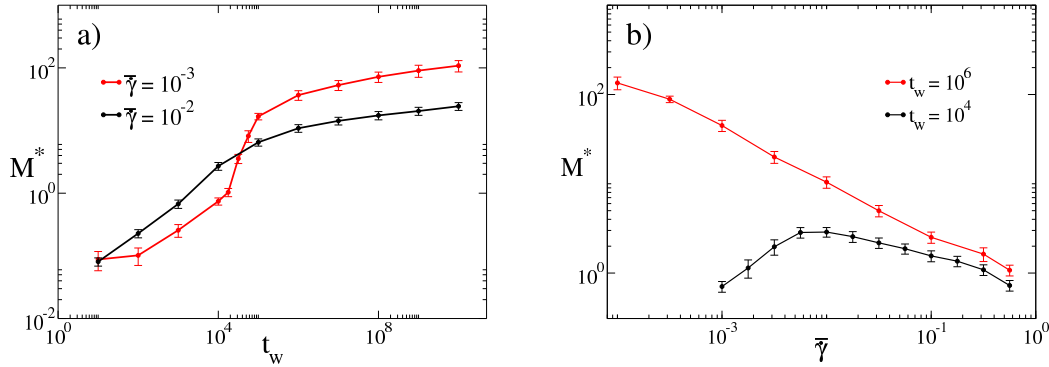 a)
10²
γ̄̇ = 10⁻³
γ̄̇ = 10⁻²
M*
10⁰
10⁻²
10⁰ 10⁴ 10⁸
t_w
b)
t_w = 10⁶
10²
t_w = 10⁴
M*
10⁰
10⁻³ 10⁻¹ 10⁰
γ̄̇